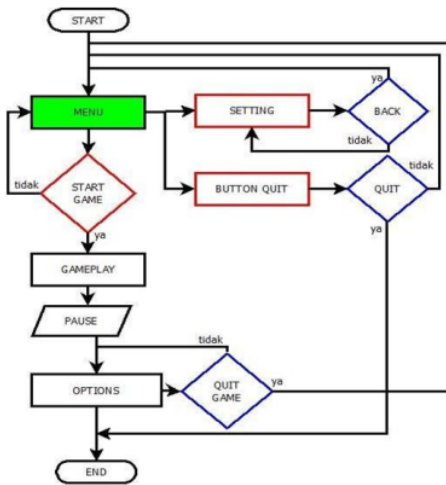 START
ya
MENU
SETTING
BACK
tidak
tidak
tidak
START
GAME
BUTTON QUIT
QUIT
ya
ya
GAMEPLAY
PAUSE
tidak
OPTIONS
QUIT
GAME
ya
END